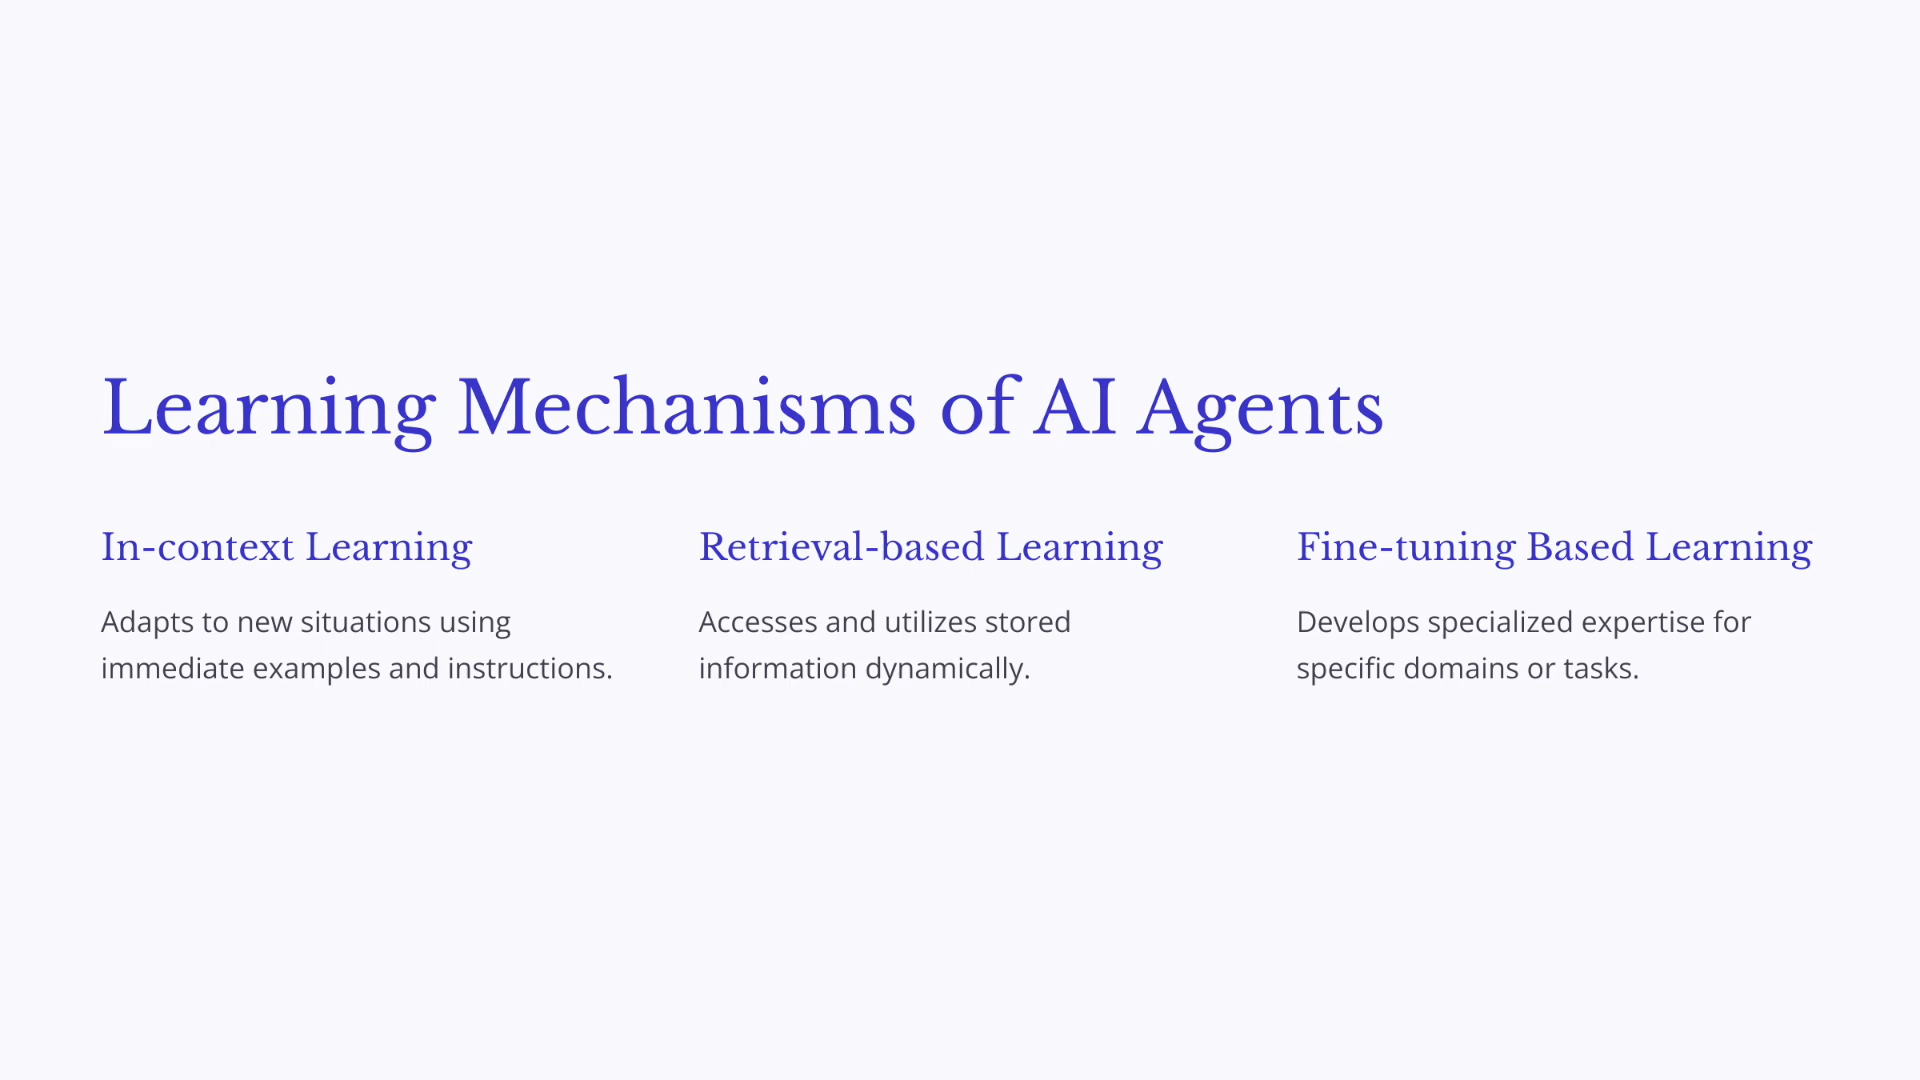 Learning Mechanisms of AI Agents
In-context Learning
Adapts to new situations using
immediate examples and instructions.
Retrieval-based Learning
Accesses and utilizes stored
information dynamically.
Fine-tuning Based Learning
Develops specialized expertise for
specific domains or tasks.